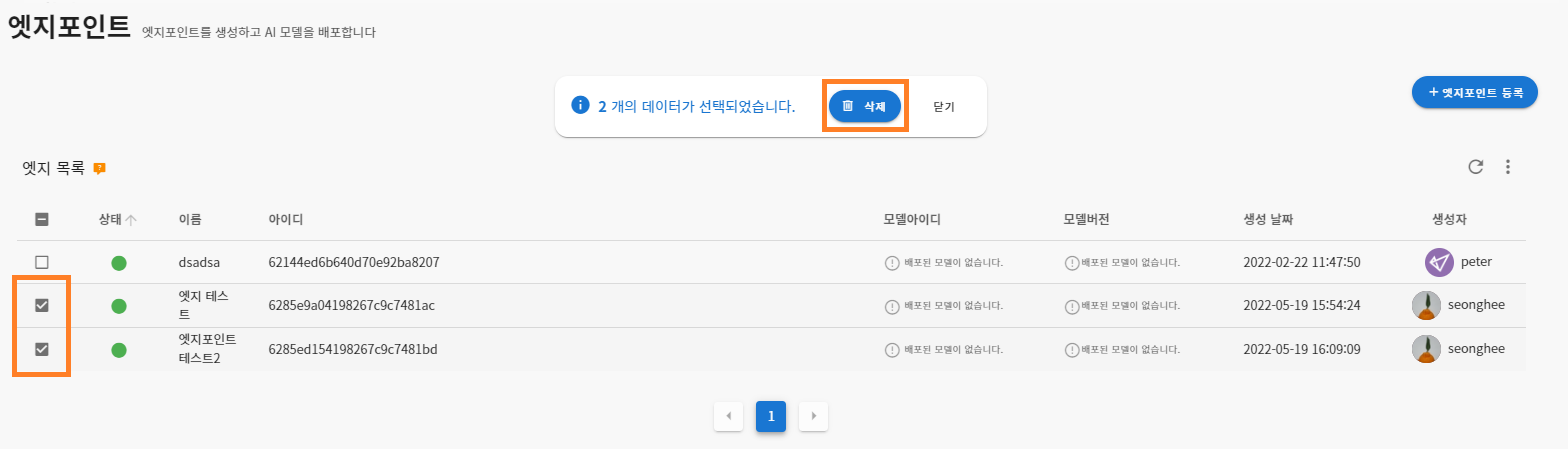 엣지포인트 엣지포인트를 생성하고 AI 모델을 배포합니다
2 개의 데이터가 선택되었습니다. 삭제 닫기
+ 엣지포인트 등록
엣지 목록 ?
상태 이름 아이디 모델아이디 모델버전 생성 날짜 생성자
dsadsa 62144ed6b640d70e92ba8207 배포된 모델이 없습니다. 배포된 모델이 없습니다. 2022-02-22 11:47:50 peter
엣지 테스
트
6285e9a04198267c9c7481ac 배포된 모델이 없습니다. 배포된 모델이 없습니다. 2022-05-19 15:54:24 seonghee
엣지포인트
테스트2
6285ed154198267c9c7481bd 배포된 모델이 없습니다. 배포된 모델이 없습니다. 2022-05-19 16:09:09 seonghee
1